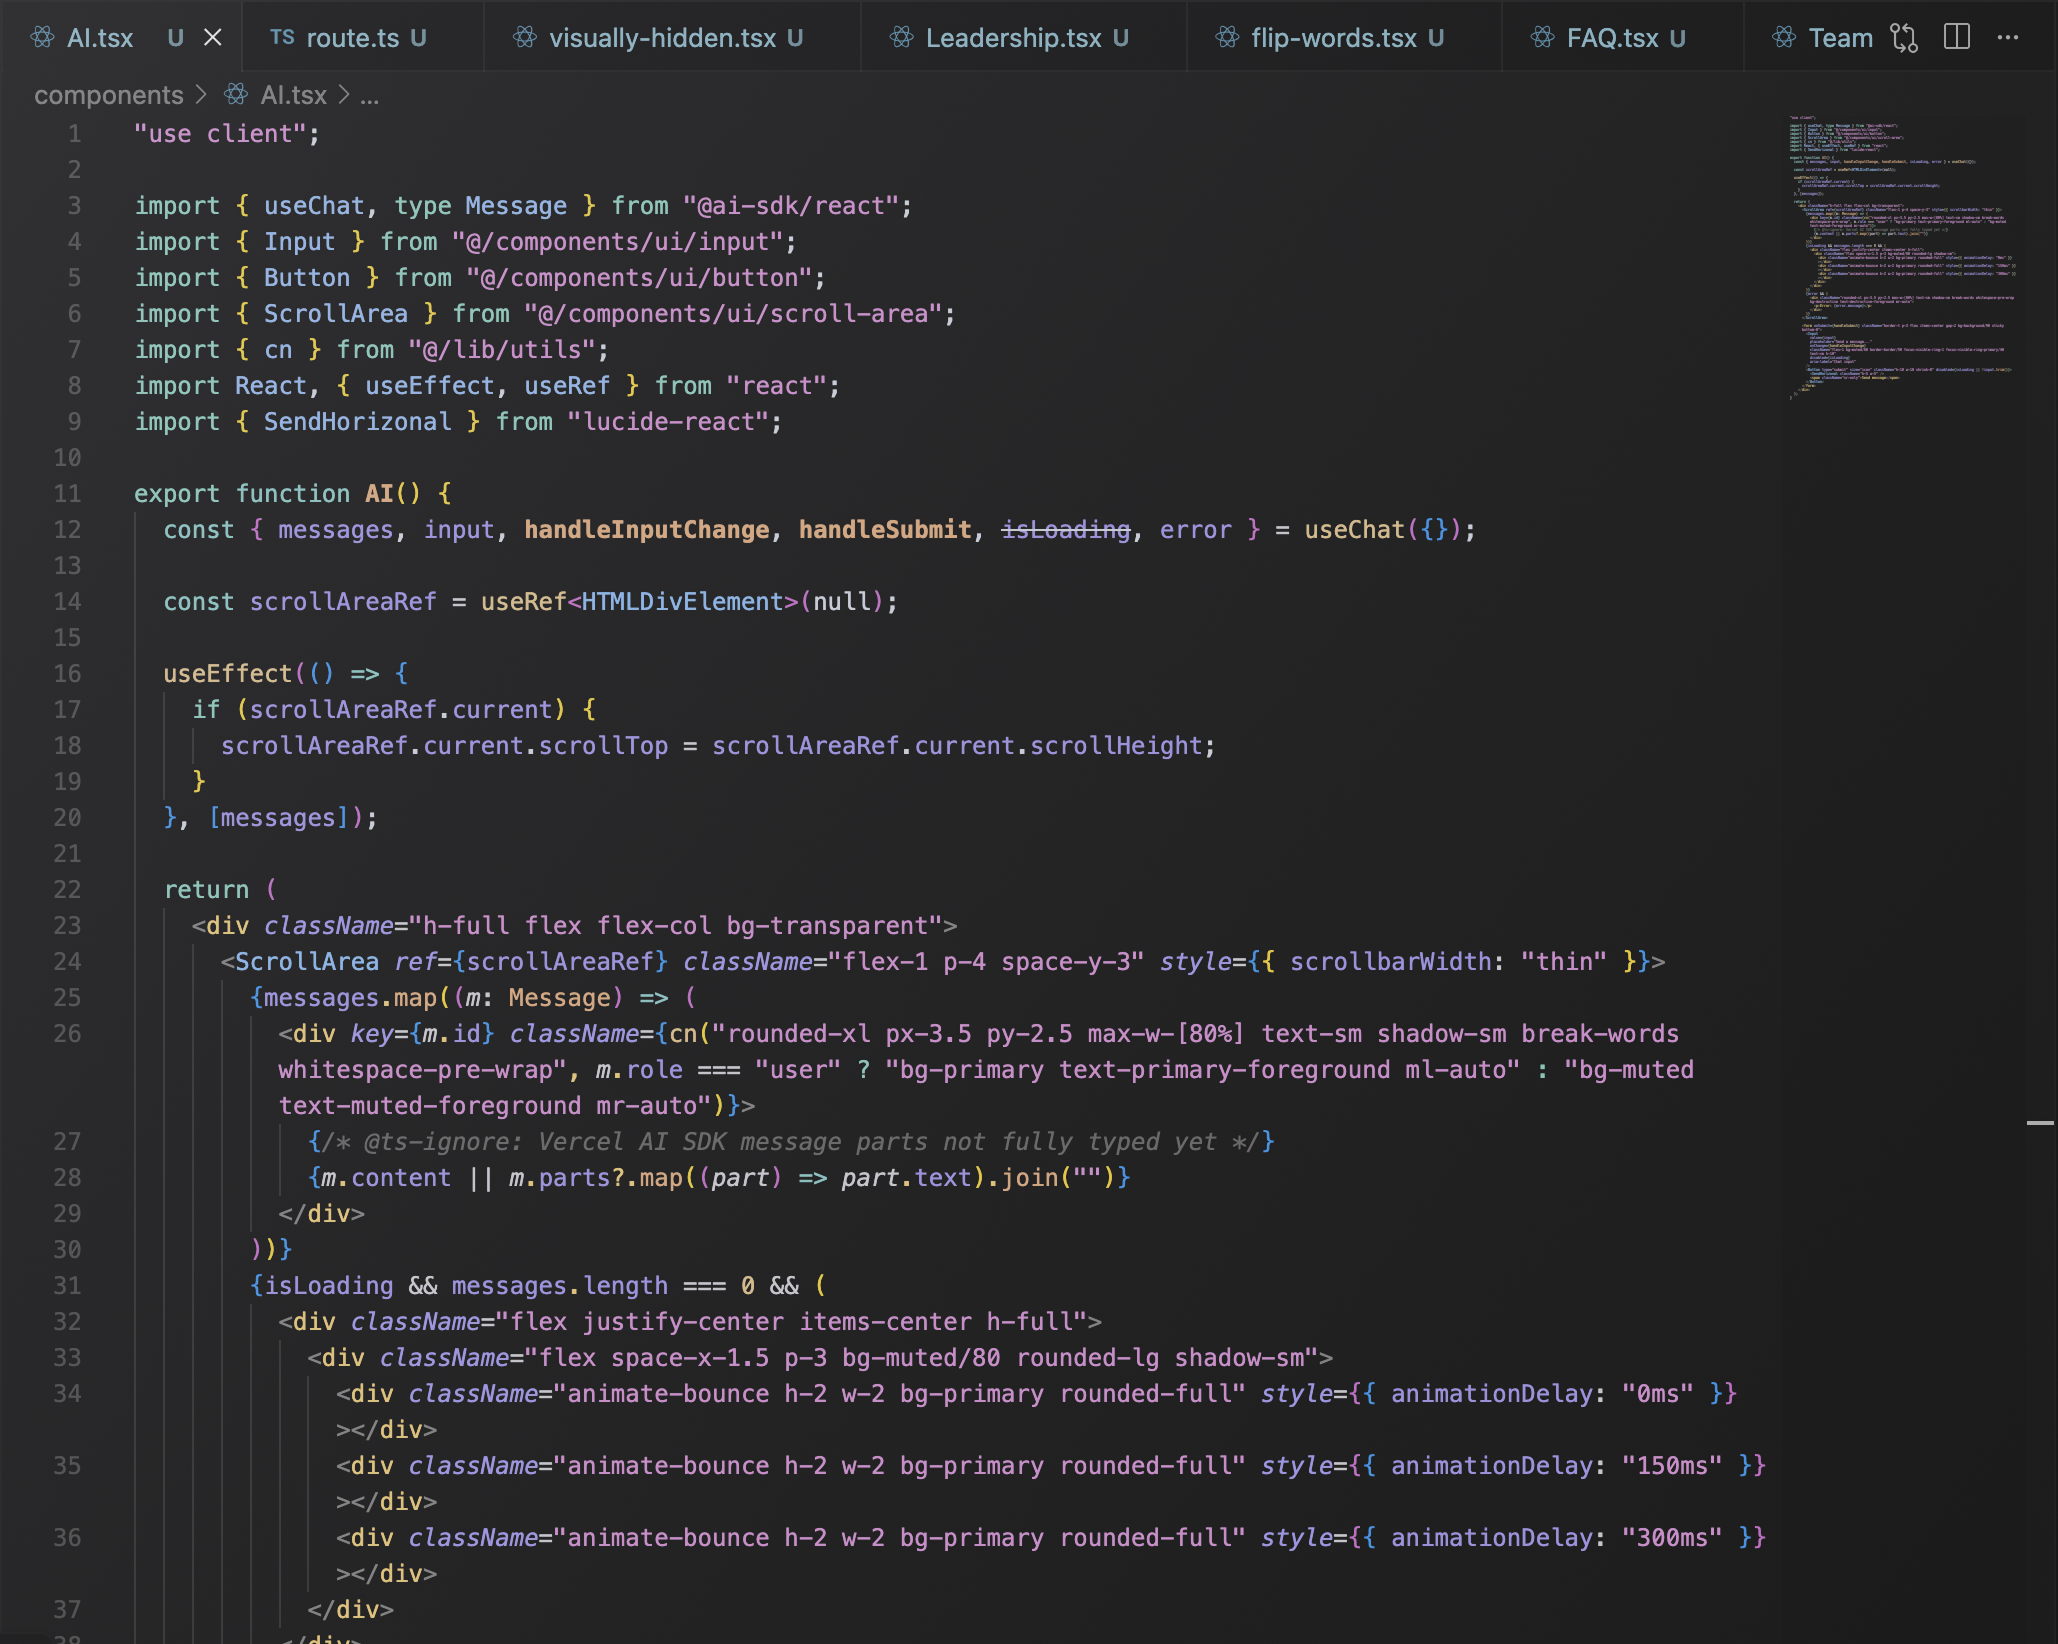 AI.tsx U
TS route.ts U
visually-hidden.tsx U
Leadership.tsx U
flip-words.tsx U
FAQ.tsx U
Team
components > AI.tsx > ...
1 "use client";
2
3 import { useChat, type Message } from "@ai-sdk/react";
4 import { Input } from "@/components/ui/input";
5 import { Button } from "@/components/ui/button";
6 import { ScrollArea } from "@/components/ui/scroll-area";
7 import { cn } from "@/lib/utils";
8 import React, { useEffect, useRef } from "react";
9 import { SendHorizonal } from "lucide-react";
10
11 export function AI() {
12 const { messages, input, handleInputChange, handleSubmit, isLoading, error } = useChat({});
13
14 const scrollAreaRef = useRef<HTMLDivElement>(null);
15
16 useEffect(() => {
17 if (scrollAreaRef.current) {
18 scrollAreaRef.current.scrollTop = scrollAreaRef.current.scrollHeight;
19 }
20 }, [messages]);
21
22 return (
23 <div className="h-full flex flex-col bg-transparent">
24 <ScrollArea ref={scrollAreaRef} className="flex-1 p-4 space-y-3" style={{ scrollbarWidth: "thin" }}>
25 {messages.map((m: Message) => (
26 <div key={m.id} className={cn("rounded-xl px-3.5 py-2.5 max-w-[80%] text-sm shadow-sm break-words
whitespace-pre-wrap", m.role === "user" ? "bg-primary text-primary-foreground ml-auto" : "bg-muted
text-muted-foreground mr-auto")}>
27 {/* @ts-ignore: Vercel AI SDK message parts not fully typed yet */}
28 {m.content || m.parts?.map((part) => part.text).join("")}
29 </div>
30 ))}
31 {isLoading && messages.length === 0 && (
32 <div className="flex justify-center items-center h-full">
33 <div className="flex space-x-1.5 p-3 bg-muted/80 rounded-lg shadow-sm">
34 <div className="animate-bounce h-2 w-2 bg-primary rounded-full" style={{ animationDelay: "0ms" }}
></div>
35 <div className="animate-bounce h-2 w-2 bg-primary rounded-full" style={{ animationDelay: "150ms" }}
></div>
36 <div className="animate-bounce h-2 w-2 bg-primary rounded-full" style={{ animationDelay: "300ms" }}
></div>
37 </div>
38 </div>